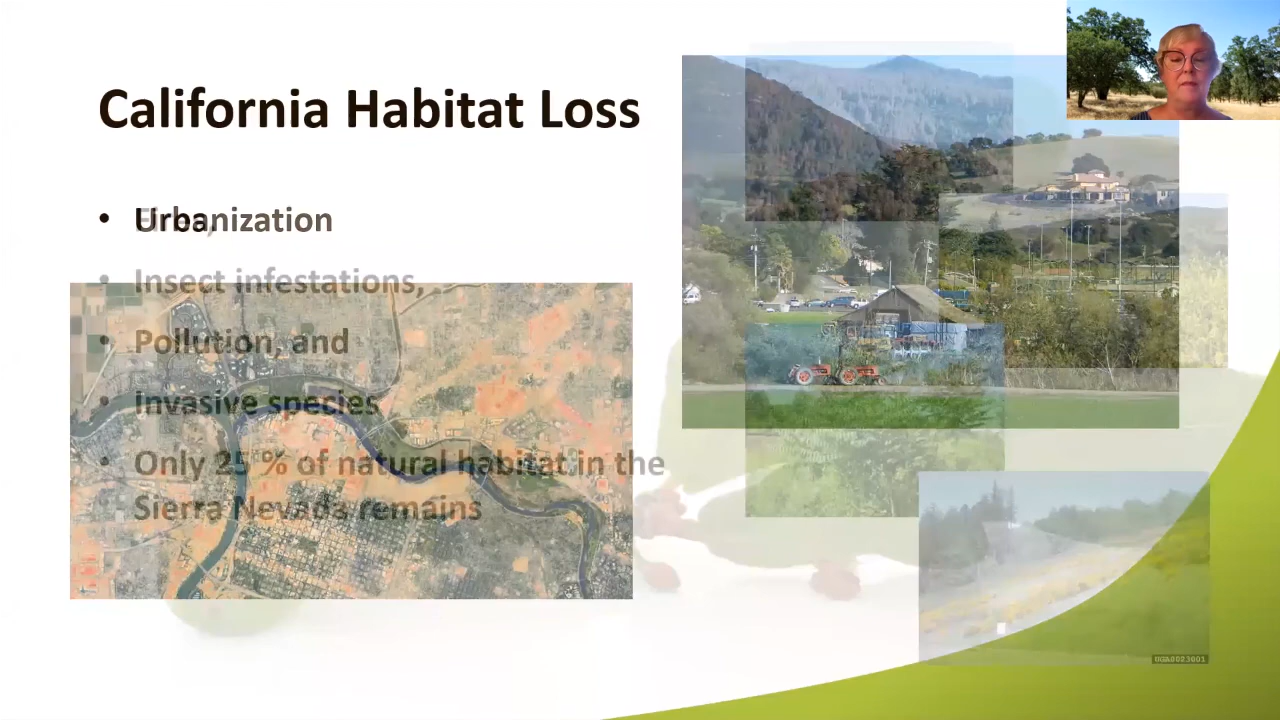 California Habitat Loss
• Urbanization
• Insect infestations,
• Pollution, and
• Invasive species
• Only 25 % of natural habitat in the
Sierra Nevada remains
UGA0023001